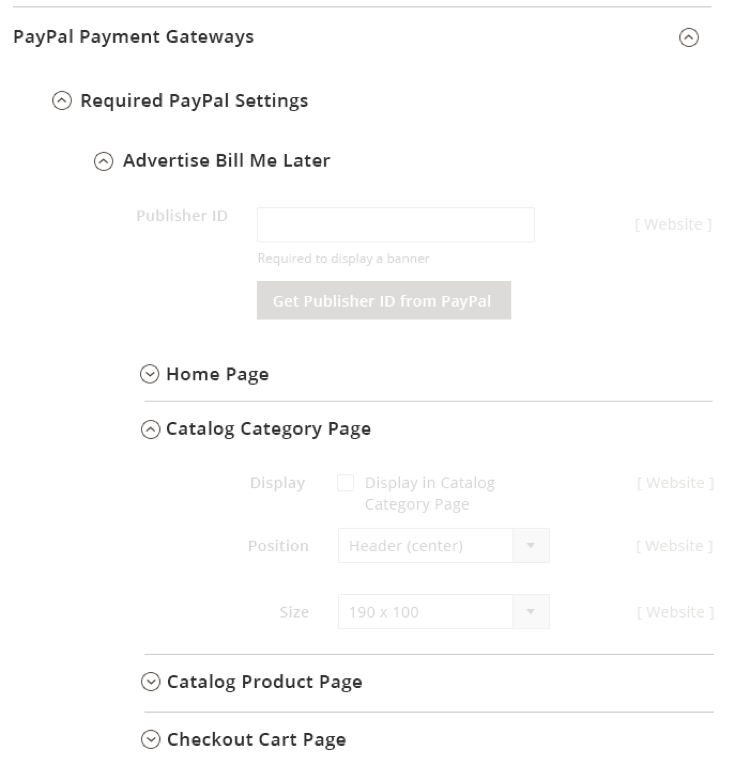 PayPal Payment Gateways
Required PayPal Settings
Advertise Bill Me Later
Publisher ID
[ Website ]
Required to display a banner
Get Publisher ID from PayPal
Home Page
Catalog Category Page
Display
Display in Catalog
Category Page
[ Website ]
Position
Header (center)
[ Website ]
Size
190 x 100
[ Website ]
Catalog Product Page
Checkout Cart Page